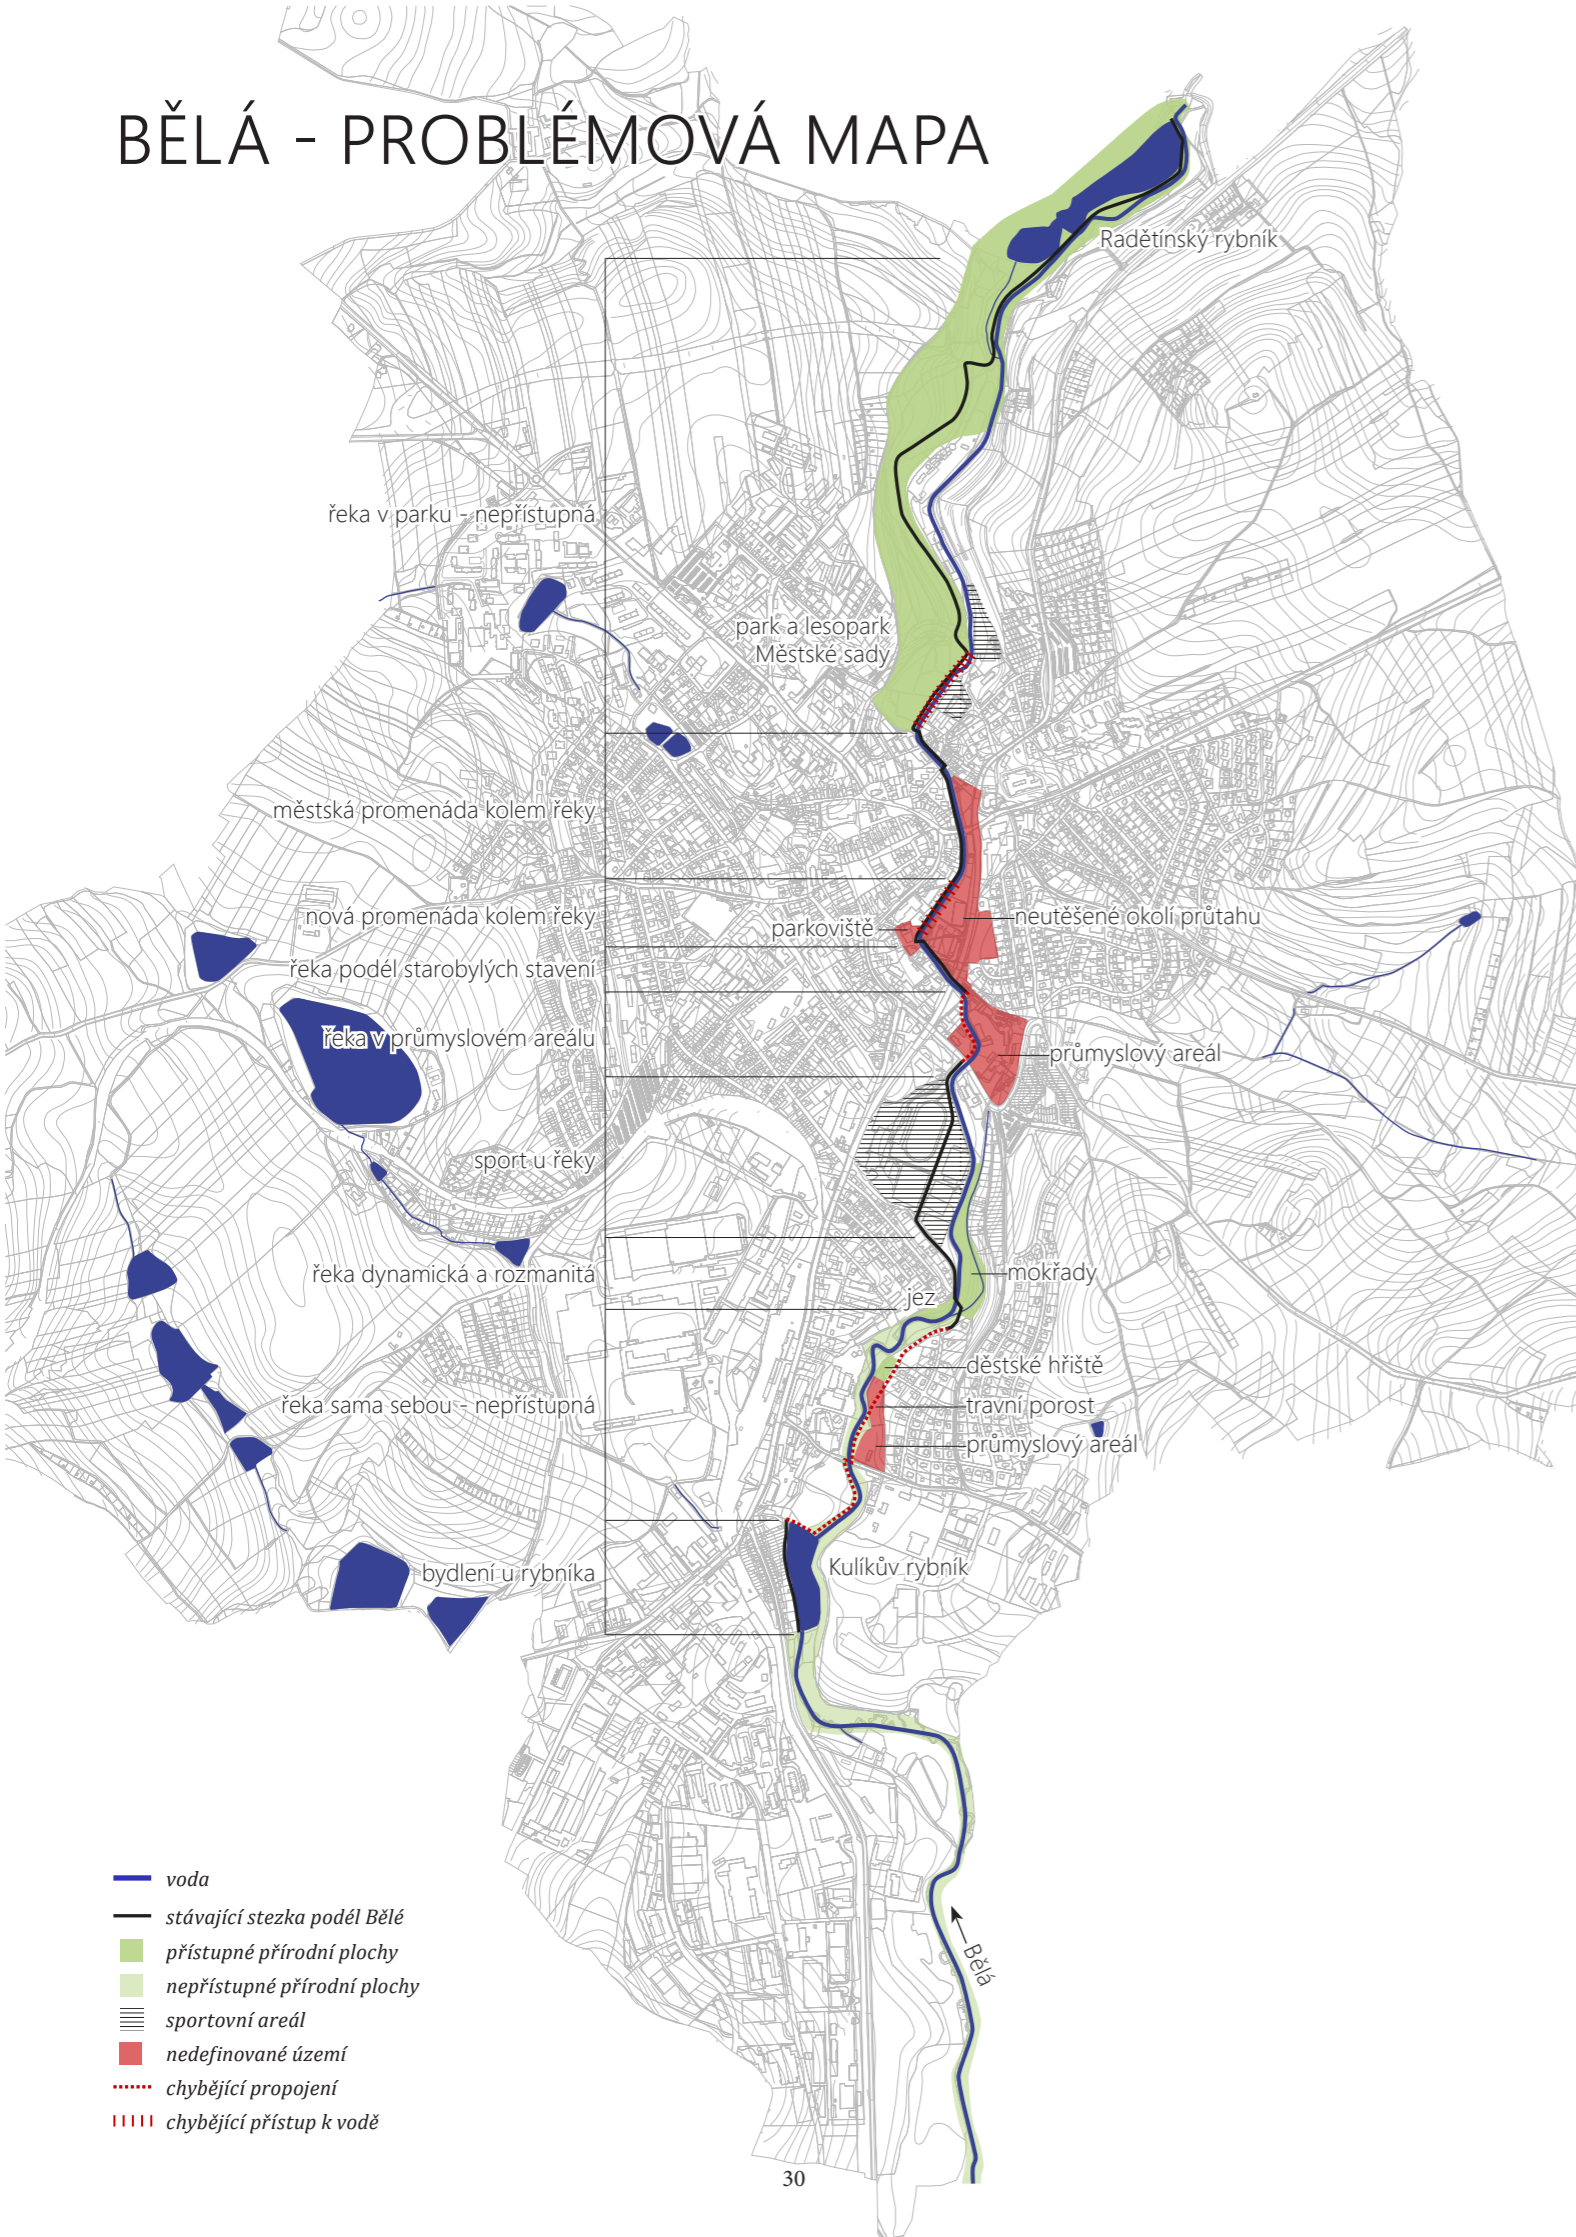 BĚLÁ - PROBLÉMOVÁ MAPA
Radětínský rybník
řeka v parku - nepřístupná
park a lesopark
Městské sady
městská promenáda kolem řeky
nová promenáda kolem řeky
parkoviště
neutěšené okolí průtahu
řeka podél starobylých stavení
řeka v průmyslovém areálu
průmyslový areál
sport u řeky
řeka dynamická a rozmanitá
mokřady
jez
děstské hřiště
řeka sama sebou - nepřístupná
travní porost
průmyslový areál
bydlení u rybníka
Kulíkův rybník
voda
stávající stezka podél Bělé
přístupné přírodní plochy
nepřístupné přírodní plochy
sportovní areál
nedefinované území
chybějící propojení
chybějící přístup k vodě
Bělá
30